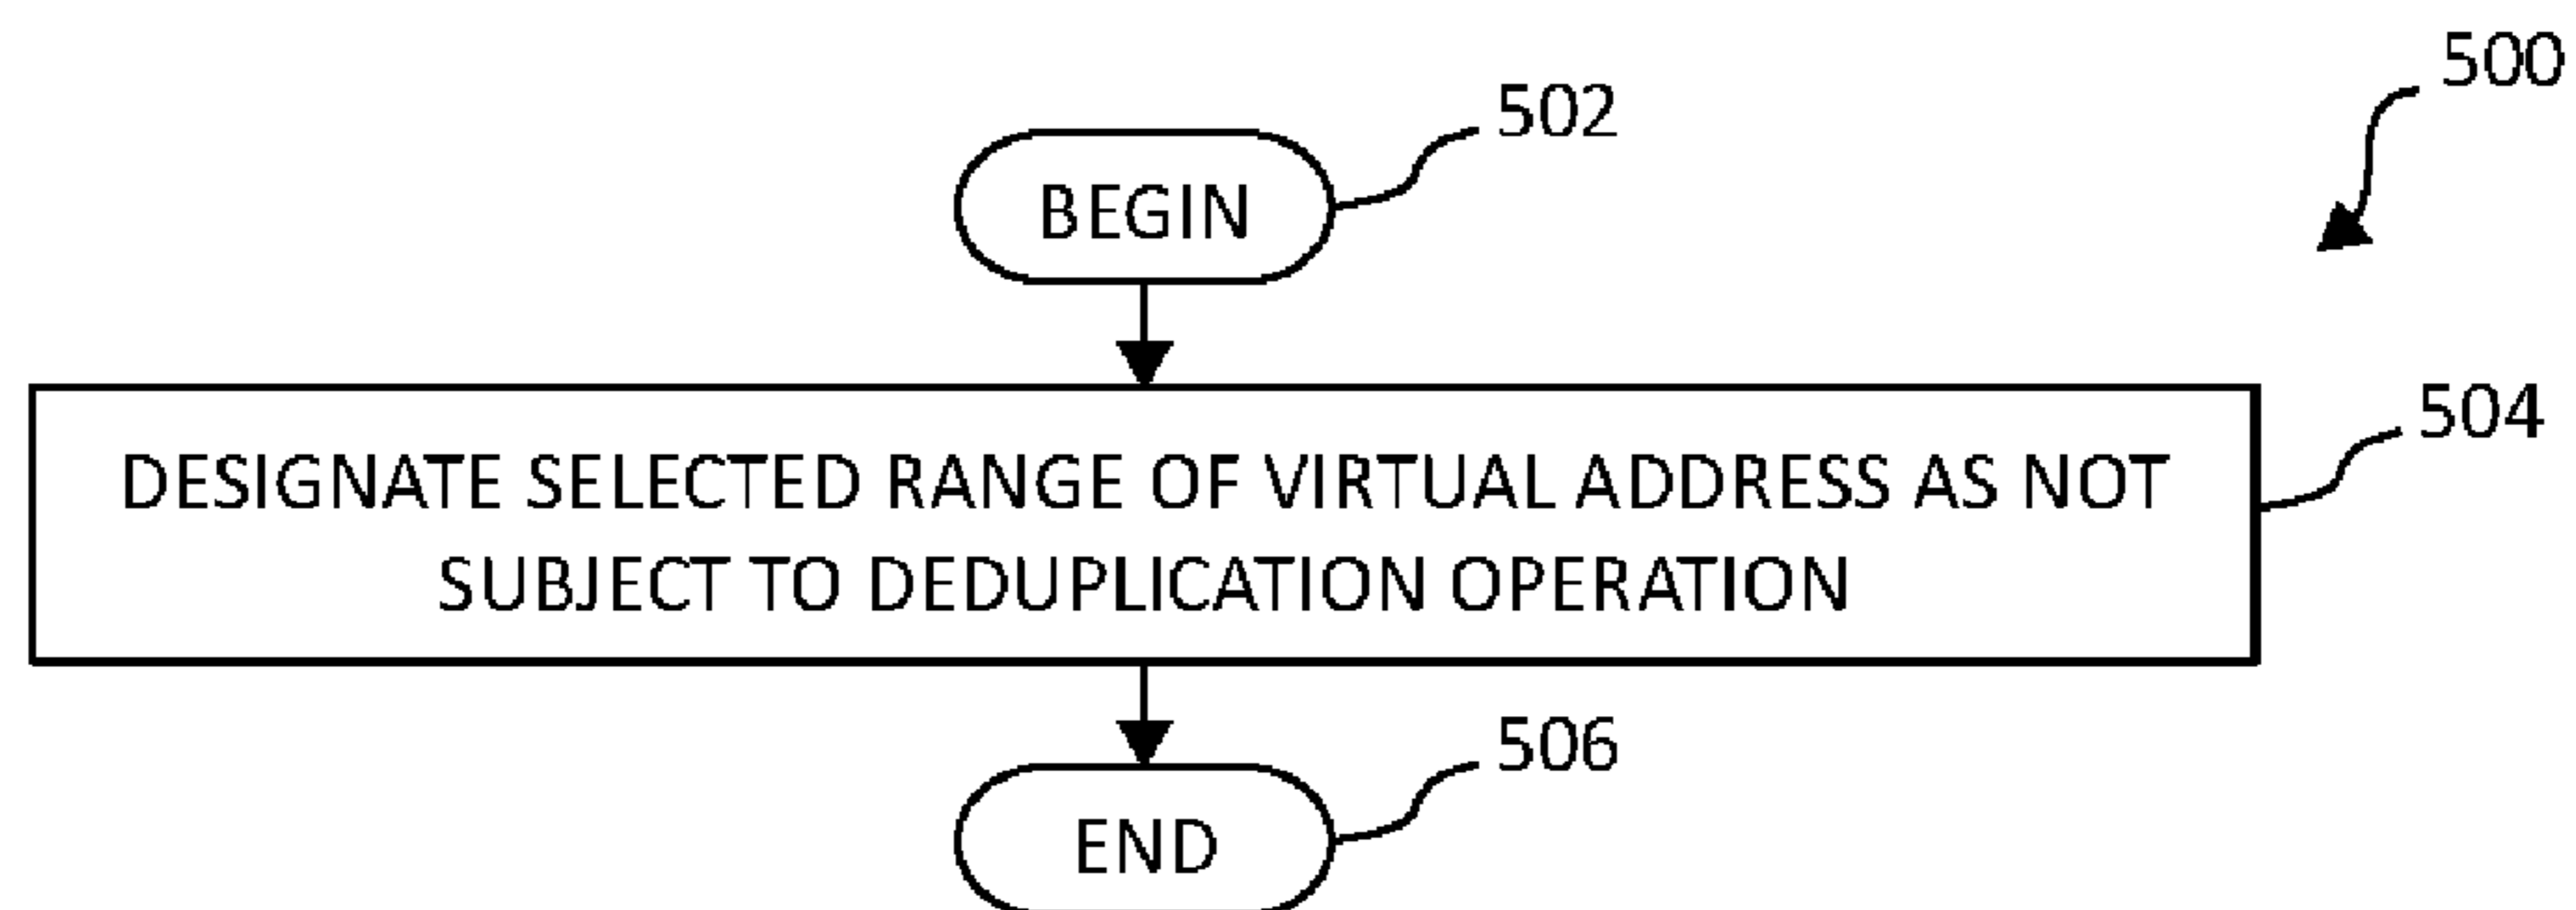 500
502
BEGIN
504
DESIGNATE SELECTED RANGE OF VIRTUAL ADDRESS AS NOT
SUBJECT TO DEDUPLICATION OPERATION
506
END